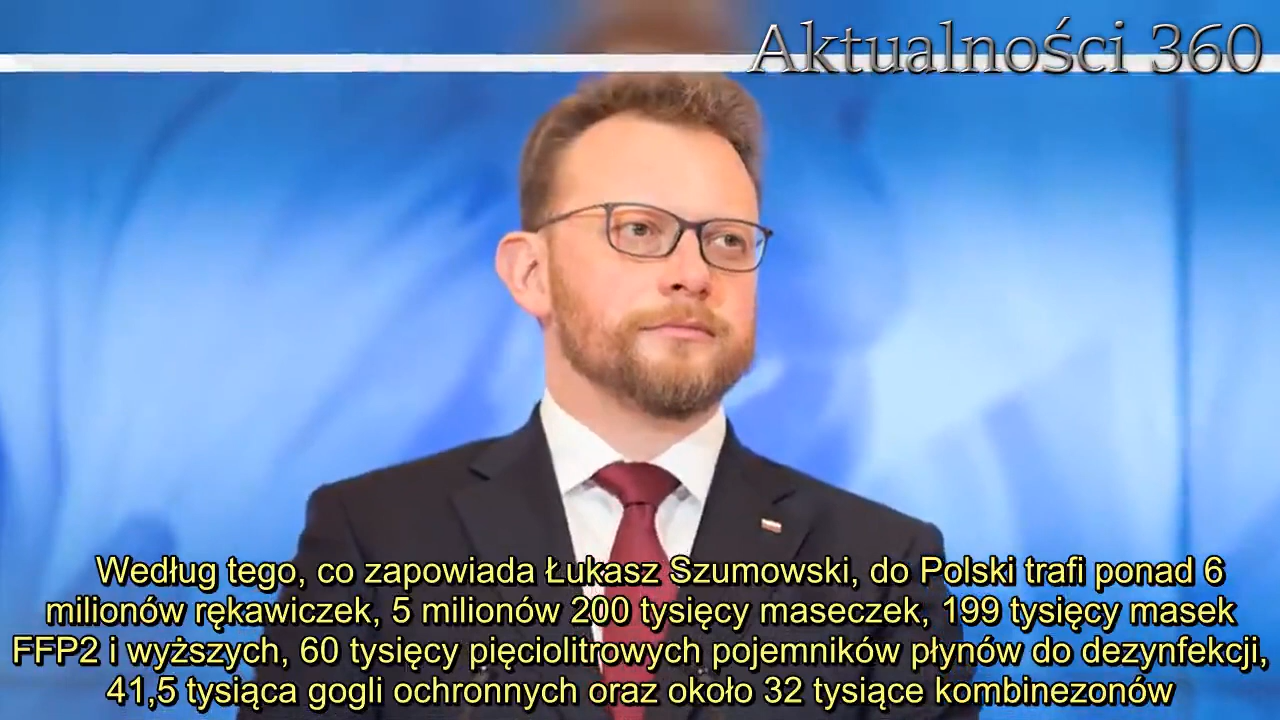 Aktualności 360
Według tego, co zapowiada Łukasz Szumowski, do Polski trafi ponad 6
milionów rękawiczek, 5 milionów 200 tysięcy maseczek, 199 tysięcy masek
FFP2 i wyższych, 60 tysięcy pięciolitrowych pojemników płynów do dezynfekcji,
41,5 tysiąca gogli ochronnych oraz około 32 tysiące kombinezonów